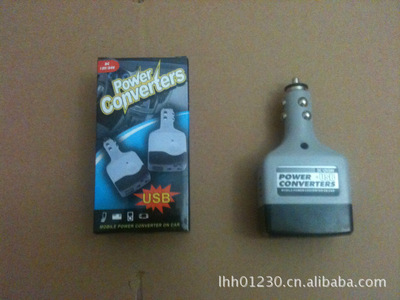 Power
Converters
USB
MOBILE POWER CONVERTER ON CAR
POWER
CONVERTERS
lhh01230.cn.alibaba.com